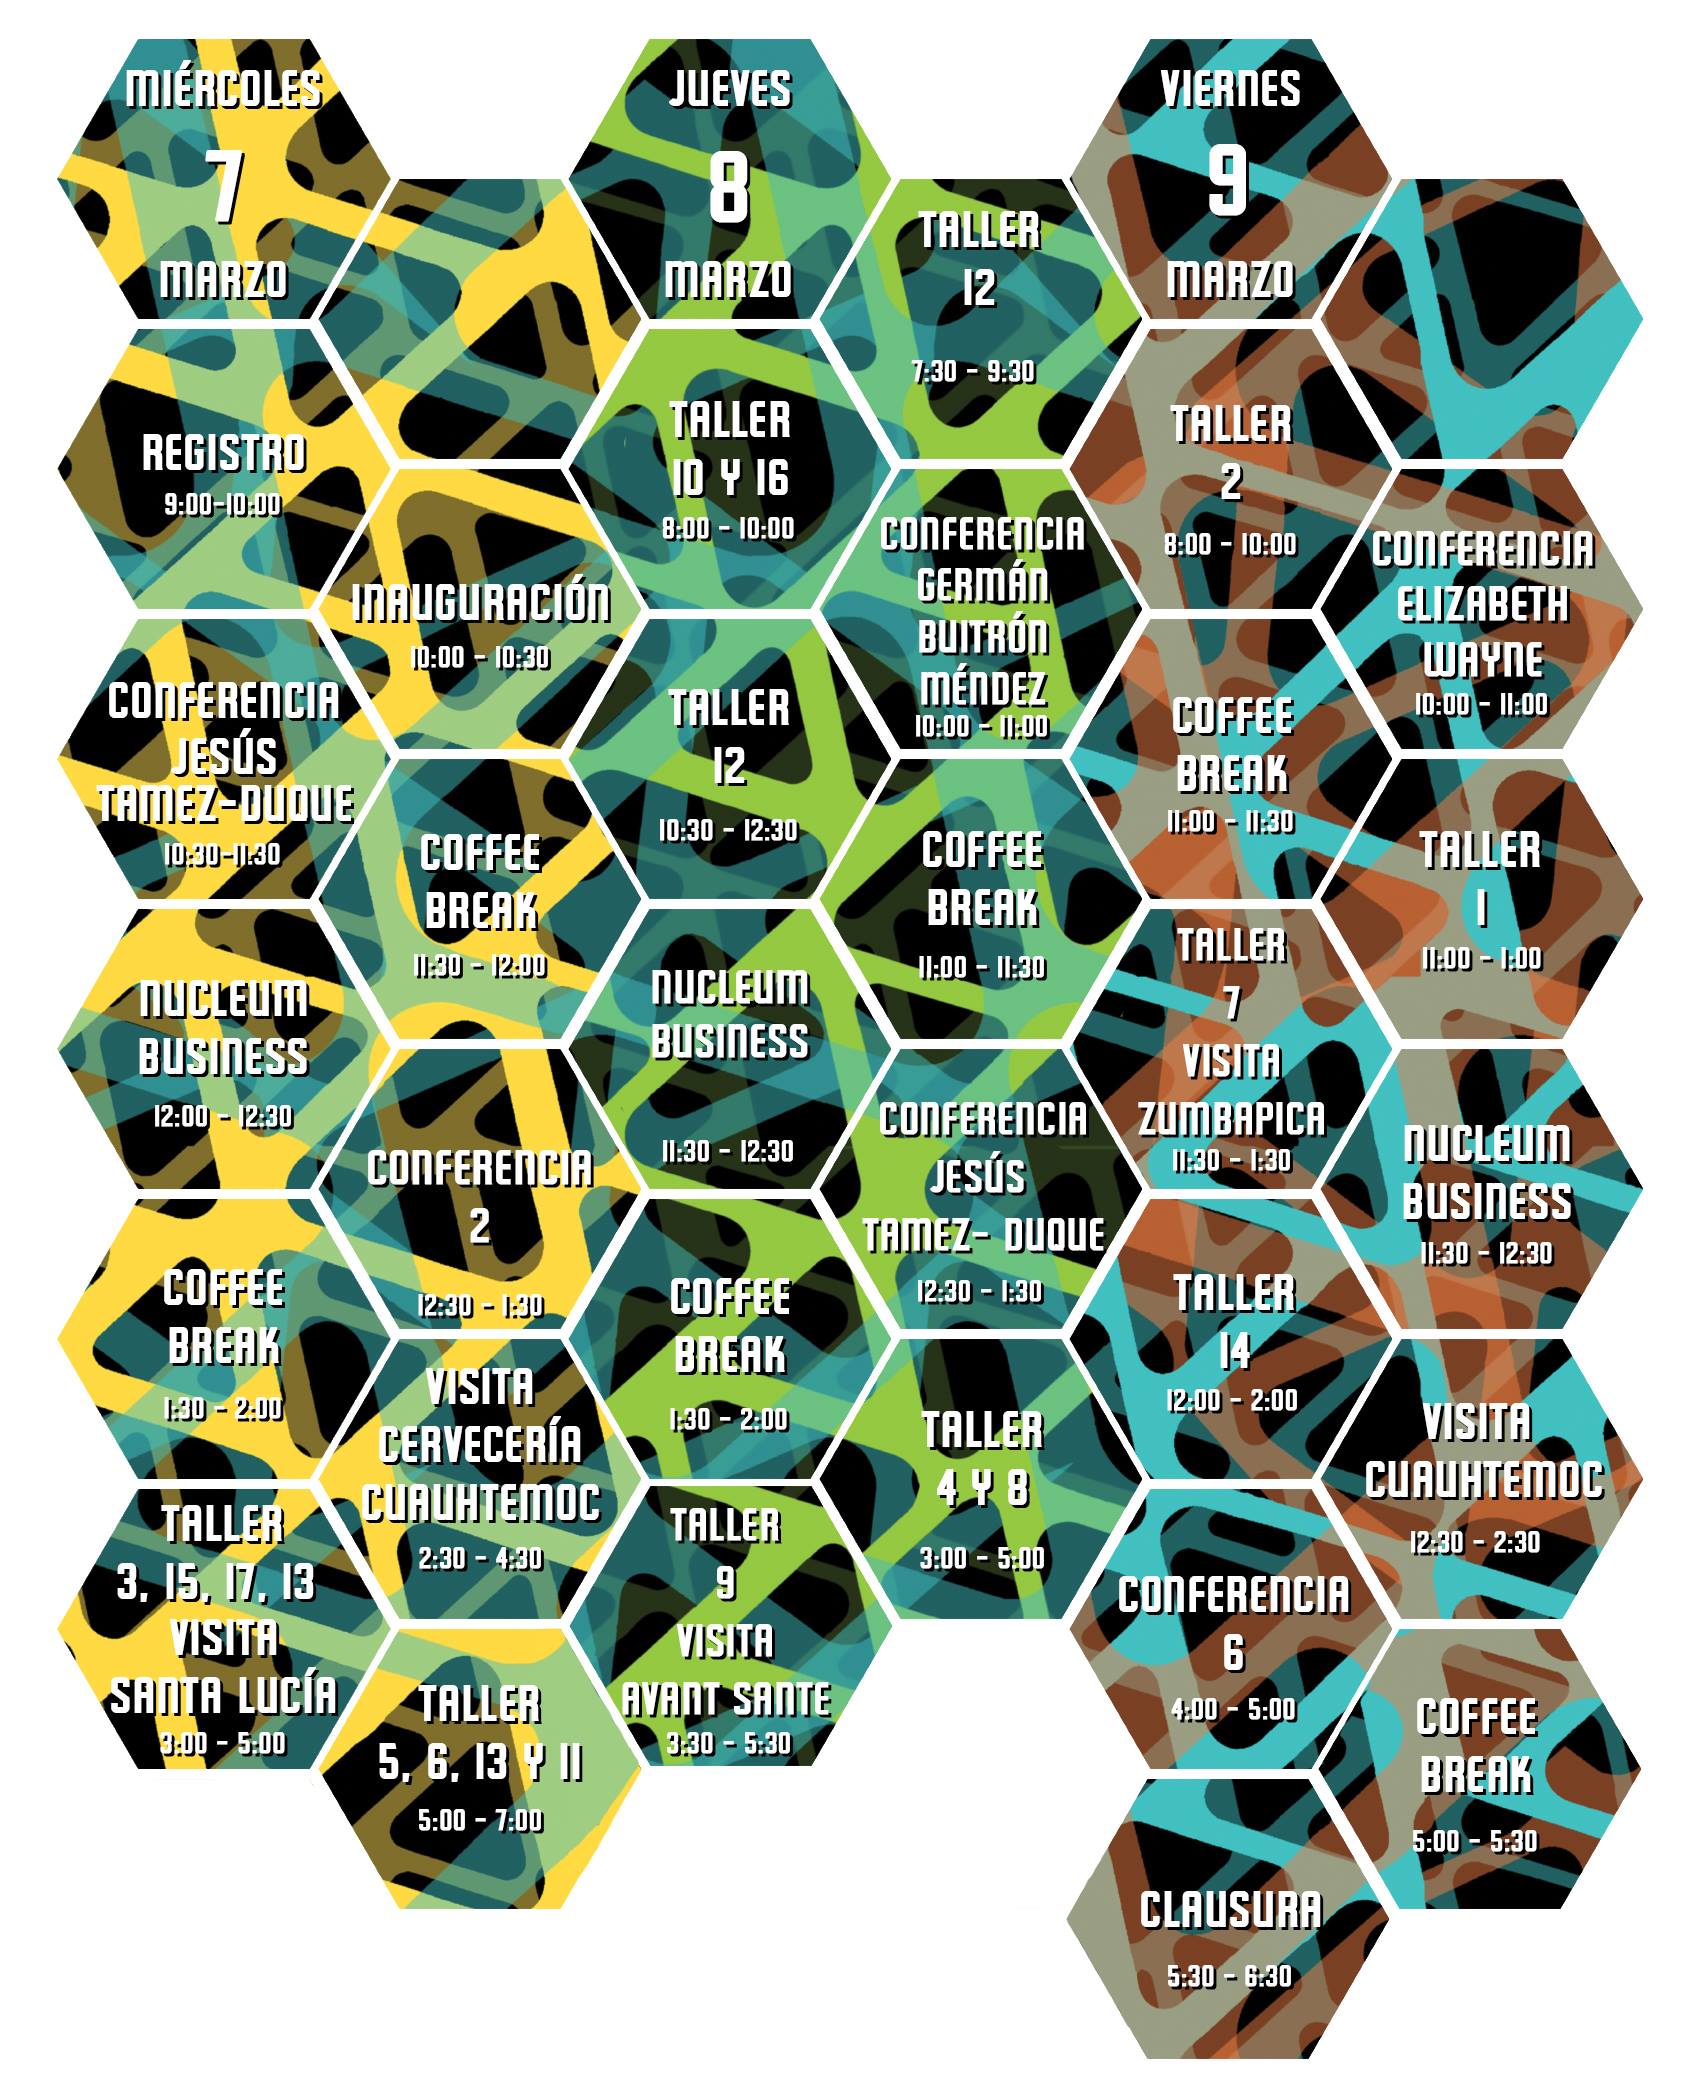 MIÉRCOLES
7
MARZO
REGISTRO
9:00-10:00
INAUGURACIÓN
10:00 - 10:30
CONFERENCIA
JESÚS
TAMEZ-DUQUE
10:30-11:30
COFFEE
BREAK
11:30 - 12:00
NUCLEUM
BUSINESS
12:00 - 12:30
CONFERENCIA
2
12:30 - 1:30
COFFEE
BREAK
1:30 - 2:00
VISITA
CERVECERÍA
CUAUHTEMOC
2:30 - 4:30
TALLER
3, 15, 17, 13
VISITA
SANTA LUCÍA
3:00 - 5:00
TALLER
5, 6, 13 Y 11
5:00 - 7:00
JUEVES
8
MARZO
TALLER
12
7:30 - 9:30
TALLER
10 Y 16
8:00 - 10:00
CONFERENCIA
GERMÁN
BUITRÓN
MÉNDEZ
10:00 - 11:00
TALLER
12
10:30 - 12:30
COFFEE
BREAK
11:00 - 11:30
NUCLEUM
BUSINESS
11:30 - 12:30
CONFERENCIA
JESÚS
TAMEZ- DUQUE
12:30 - 1:30
COFFEE
BREAK
1:30 - 2:00
TALLER
4 Y 8
3:00 - 5:00
TALLER
9
VISITA
AVANT SANTE
3:30 - 5:30
VIERNES
9
MARZO
TALLER
2
8:00 - 10:00
CONFERENCIA
ELIZABETH
WAYNE
10:00 - 11:00
COFFEE
BREAK
11:00 - 11:30
TALLER
1
11:00 - 1:00
TALLER
7
VISITA
ZUMBAPICA
11:30 - 1:30
NUCLEUM
BUSINESS
11:30 - 12:30
TALLER
14
12:00 - 2:00
VISITA
CUAUHTEMOC
12:30 - 2:30
CONFERENCIA
6
4:00 - 5:00
COFFEE
BREAK
5:00 - 5:30
CLAUSURA
5:30 - 6:30